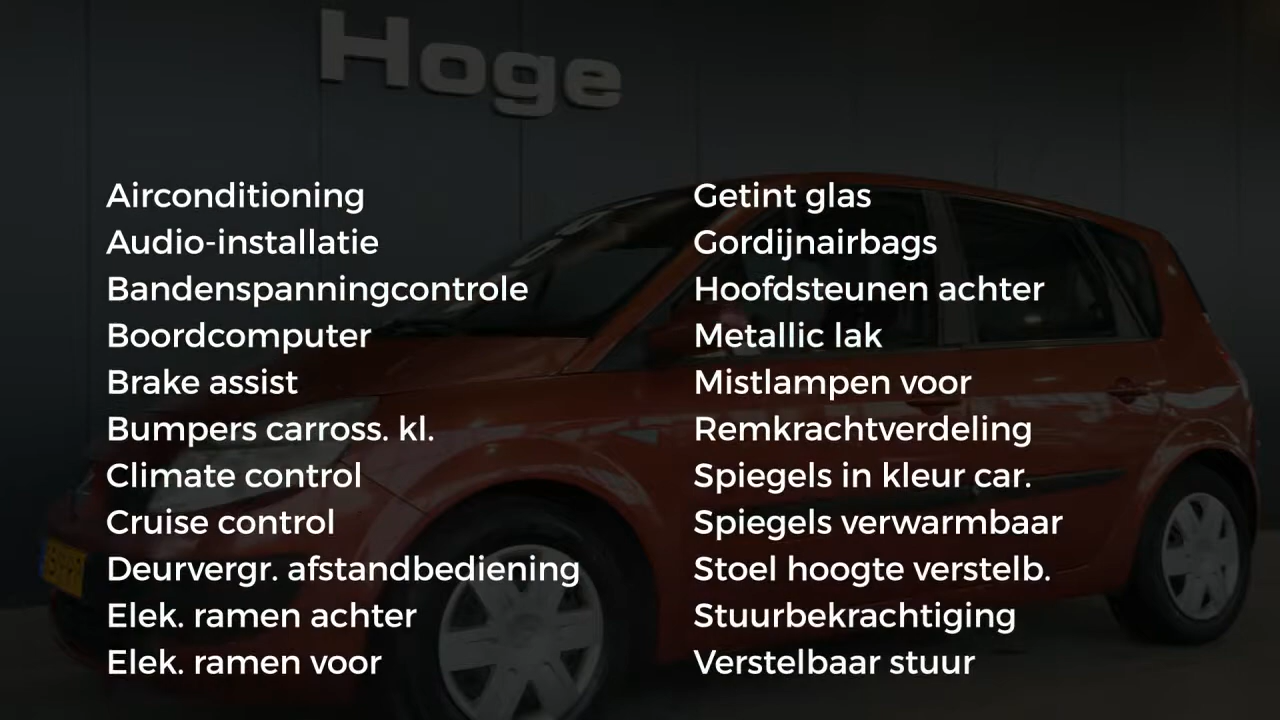 Hoge
Airconditioning
Audio-installatie
Bandenspanningcontrole
Boordcomputer
Brake assist
Bumpers carross. kl.
Climate control
Cruise control
Deurvergr. afstandbediening
Elek. ramen achter
Elek. ramen voor
Getint glas
Gordijnairbags
Hoofdsteunen achter
Metallic lak
Mistlampen voor
Remkrachtverdeling
Spiegels in kleur car.
Spiegels verwarmbaar
Stoel hoogte verstelb.
Stuurbekrachtiging
Verstelbaar stuur